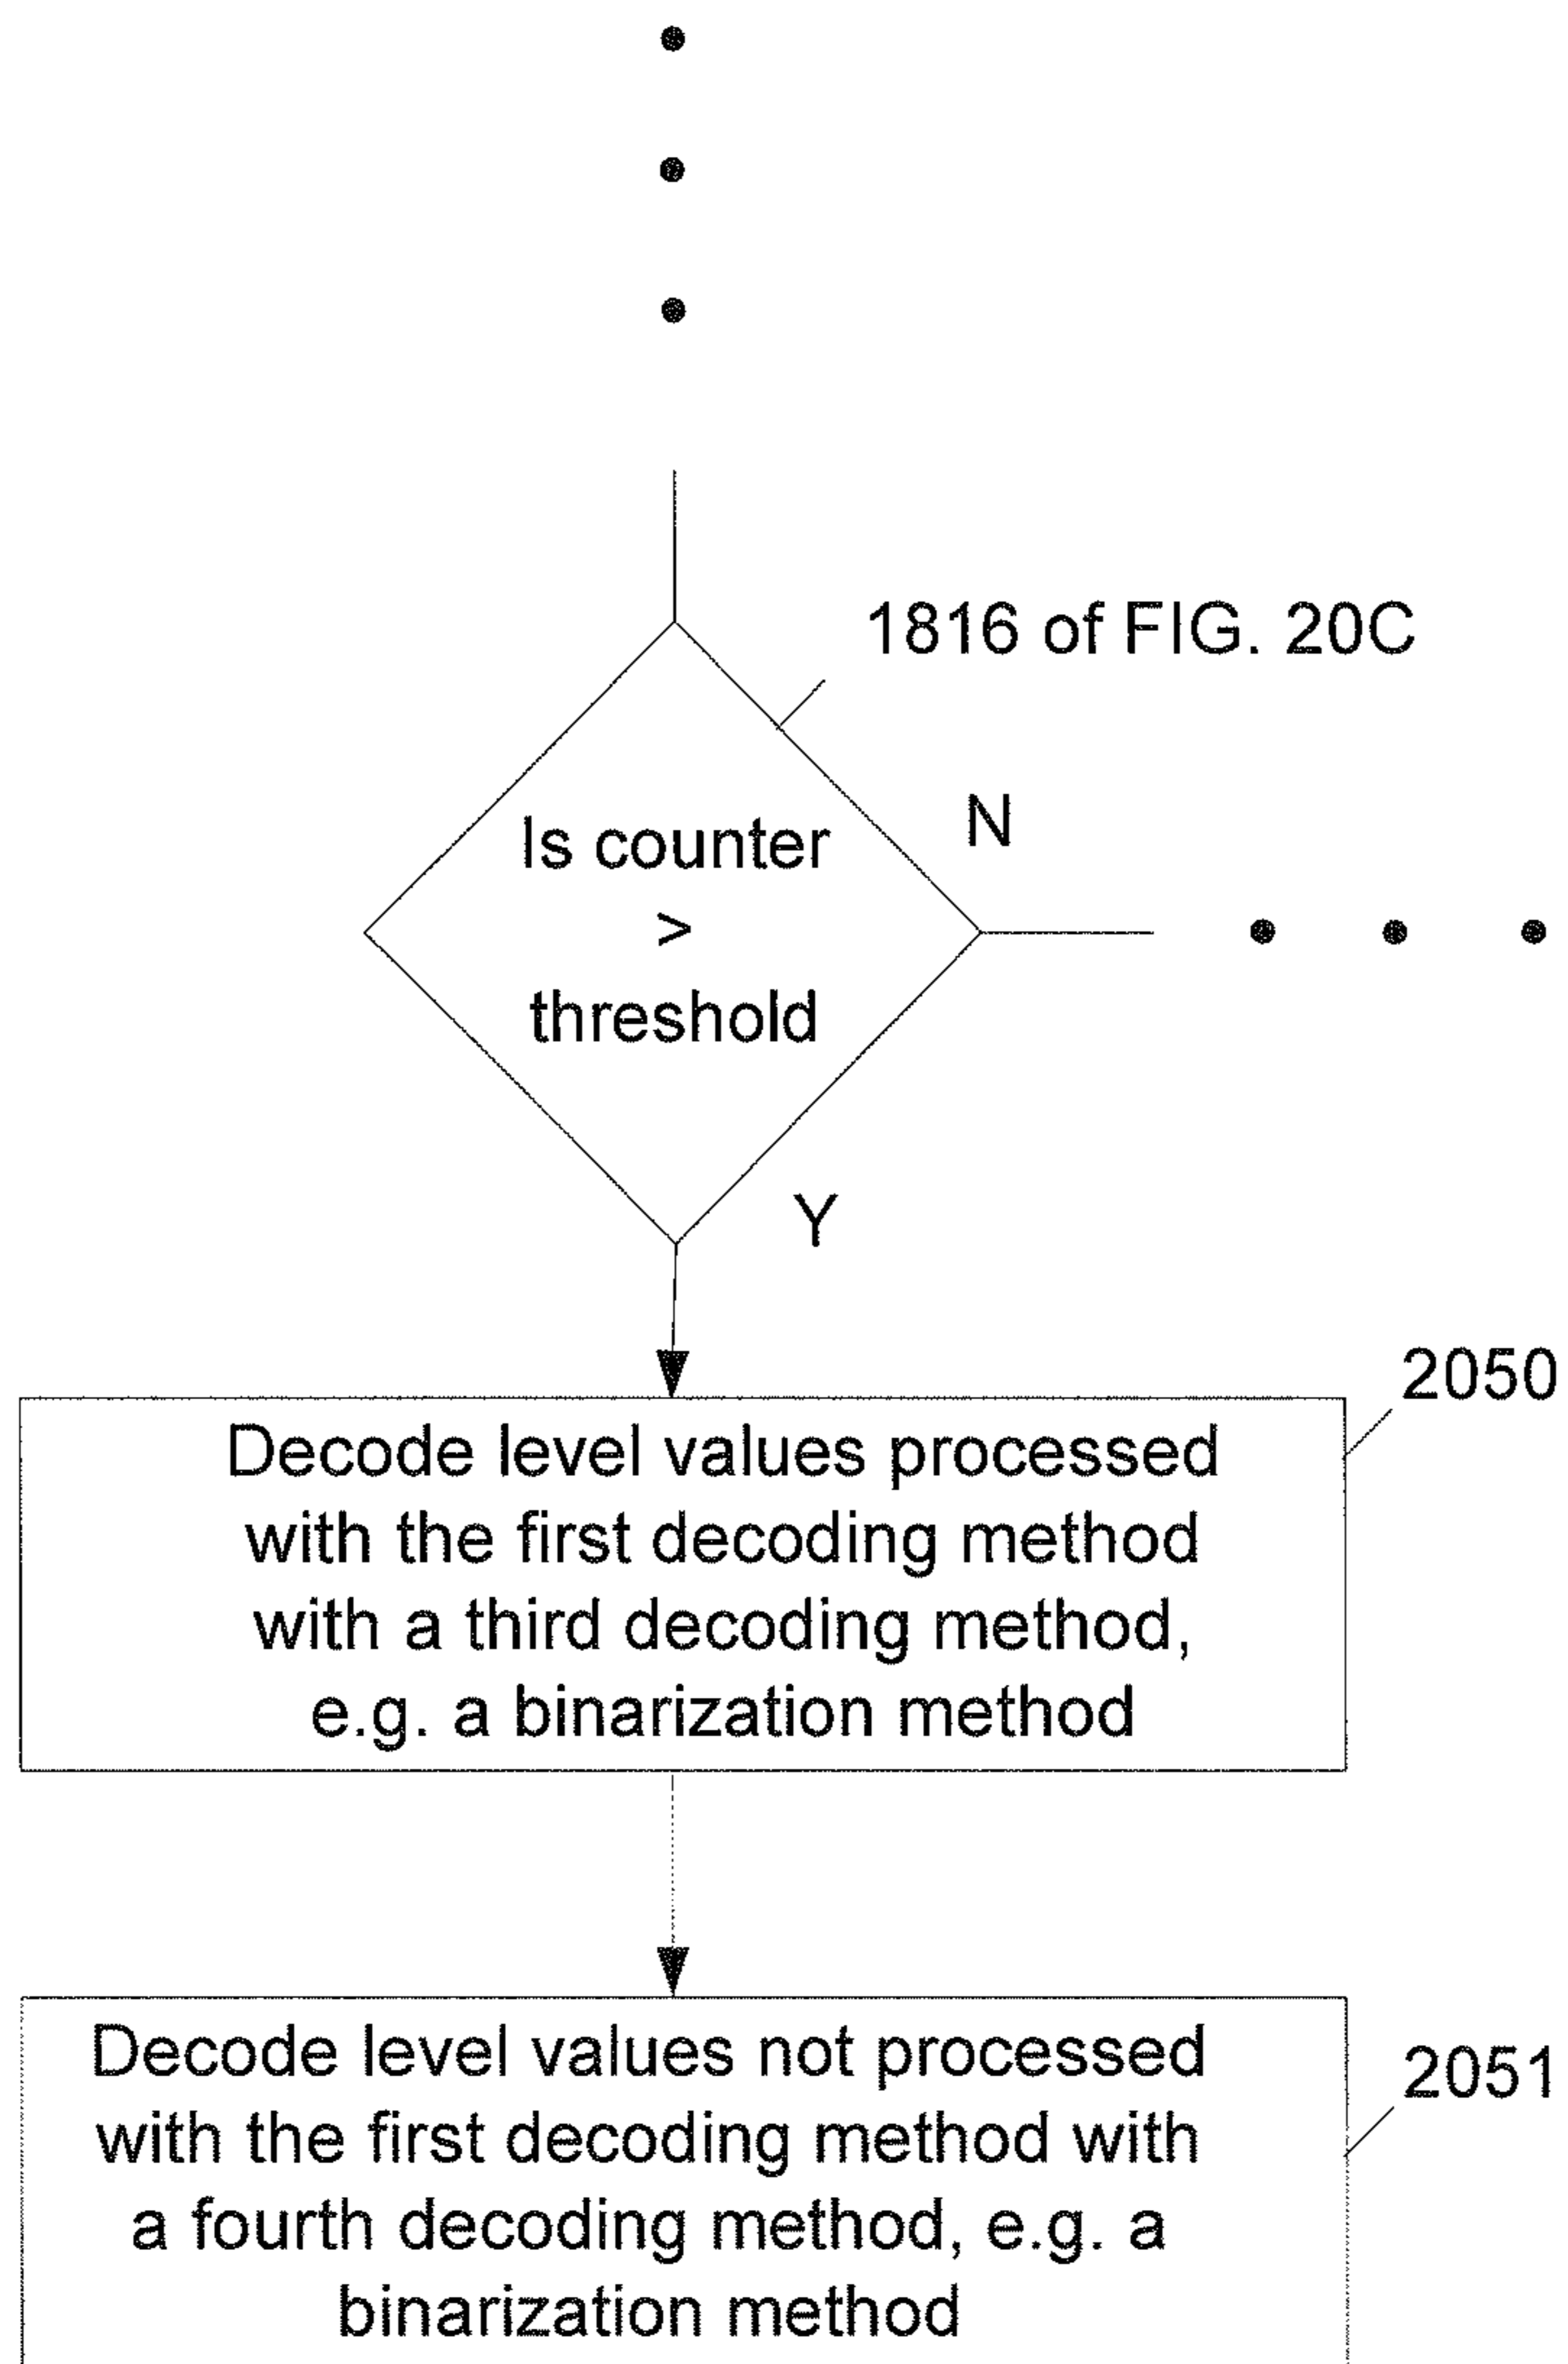 1816 of FIG. 20C
Is counter
>
threshold
N
Y
2050
Decode level values processed
with the first decoding method
with a third decoding method,
e.g. a binarization method
2051
Decode level values not processed
with the first decoding method with
a fourth decoding method, e.g. a
binarization method